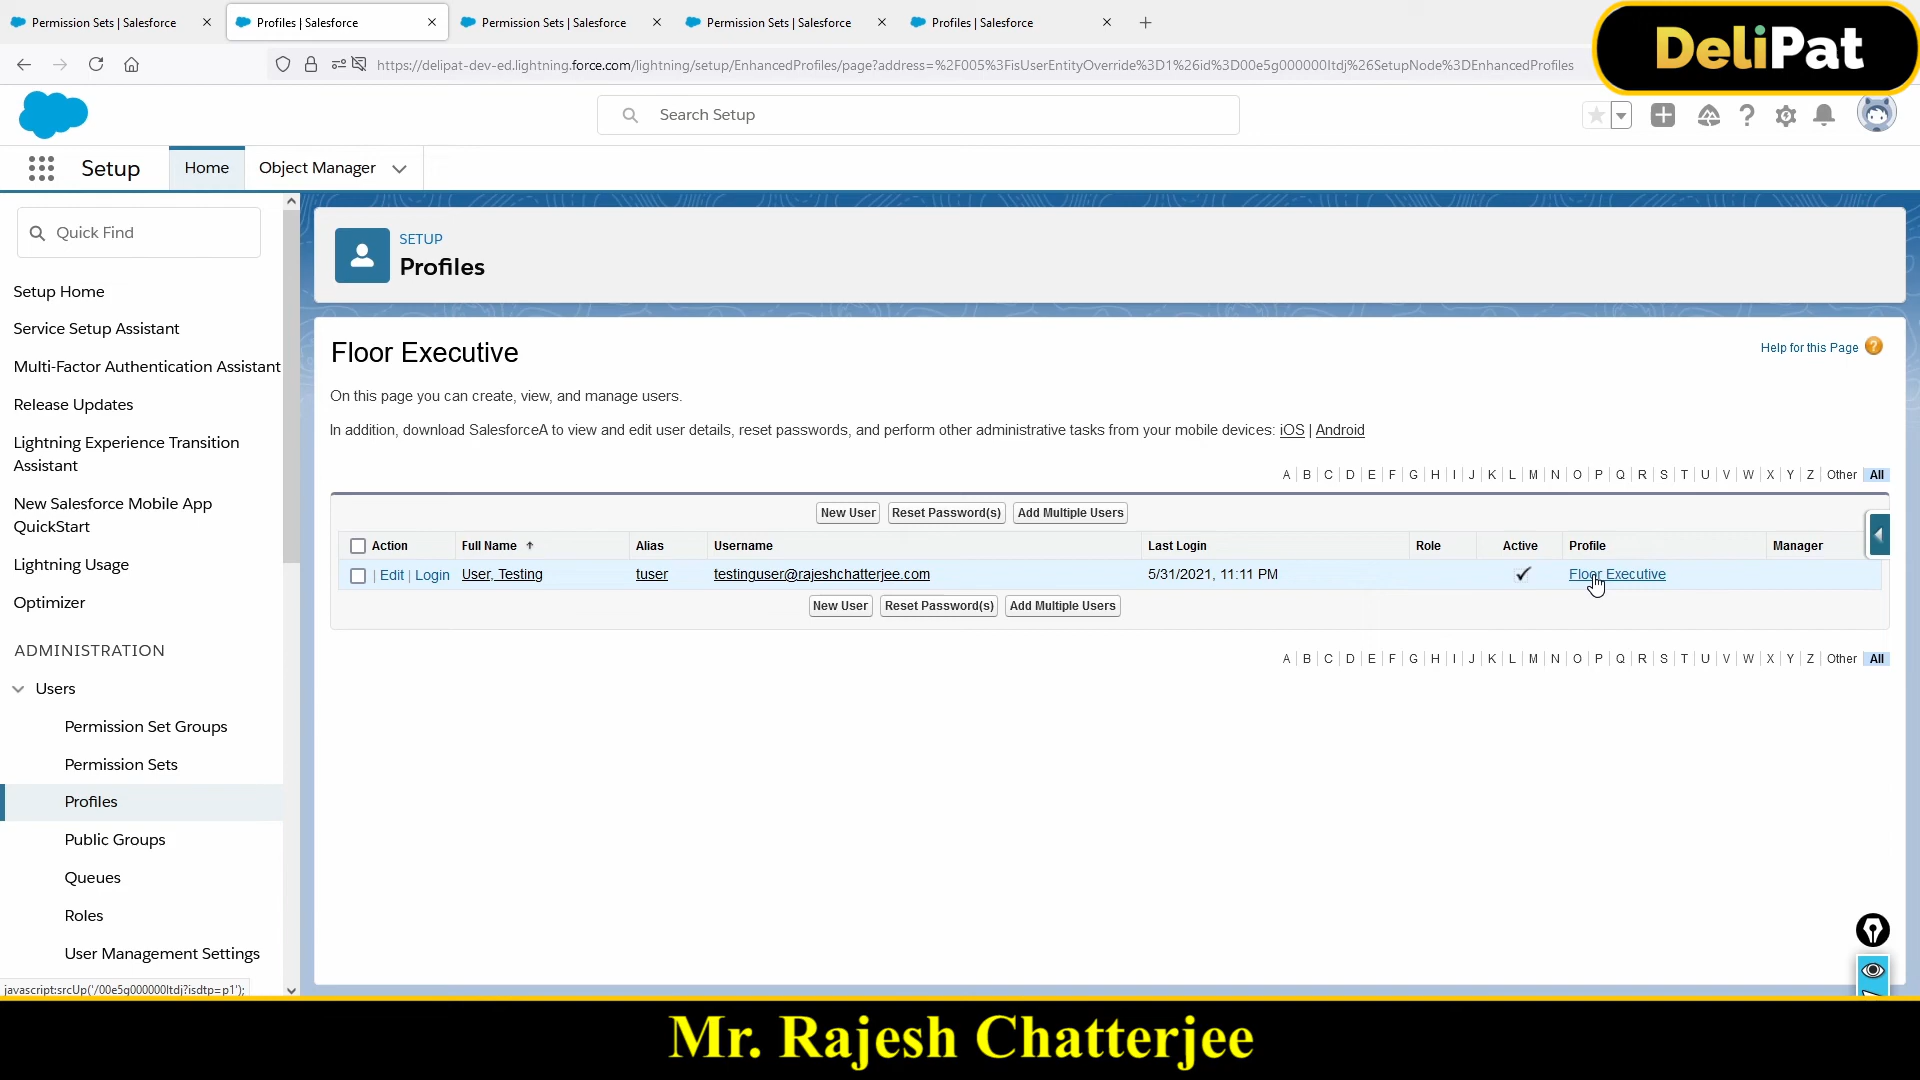 Permission Sets | Salesforce
Profiles | Salesforce
Permission Sets | Salesforce
Permission Sets | Salesforce
Profiles | Salesforce
https://delipat-dev-ed.lightning.force.com/lightning/setup/EnhancedProfiles/page?address=%2F005%3FisUserEntityOverride%3D1%26id%3D00e5g000000Itdj%26SetupNode%3DEnhancedProfiles
DeliPat
Search Setup
Setup
Home
Object Manager
Quick Find
Setup Home
Service Setup Assistant
Multi-Factor Authentication Assistant
Release Updates
Lightning Experience Transition
Assistant
New Salesforce Mobile App
QuickStart
Lightning Usage
Optimizer
ADMINISTRATION
Users
Permission Set Groups
Permission Sets
Profiles
Public Groups
Queues
Roles
User Management Settings
javascript:srcUp('/00e5g000000Itdj?isdtp=p1');
SETUP
Profiles
Floor Executive
Help for this Page ?
On this page you can create, view, and manage users.
In addition, download SalesforceA to view and edit user details, reset passwords, and perform other administrative tasks from your mobile devices: iOS | Android
A | B | C | D | E | F | G | H | I | J | K | L | M | N | O | P | Q | R | S | T | U | V | W | X | Y | Z | Other | All
New User Reset Password(s) Add Multiple Users
Action Full Name Alias Username Last Login Role Active Profile Manager
| Edit | Login User, Testing tuser testinguser@rajeshchatterjee.com 5/31/2021, 11:11 PM Floor Executive
New User Reset Password(s) Add Multiple Users
A | B | C | D | E | F | G | H | I | J | K | L | M | N | O | P | Q | R | S | T | U | V | W | X | Y | Z | Other | All
Mr. Rajesh Chatterjee